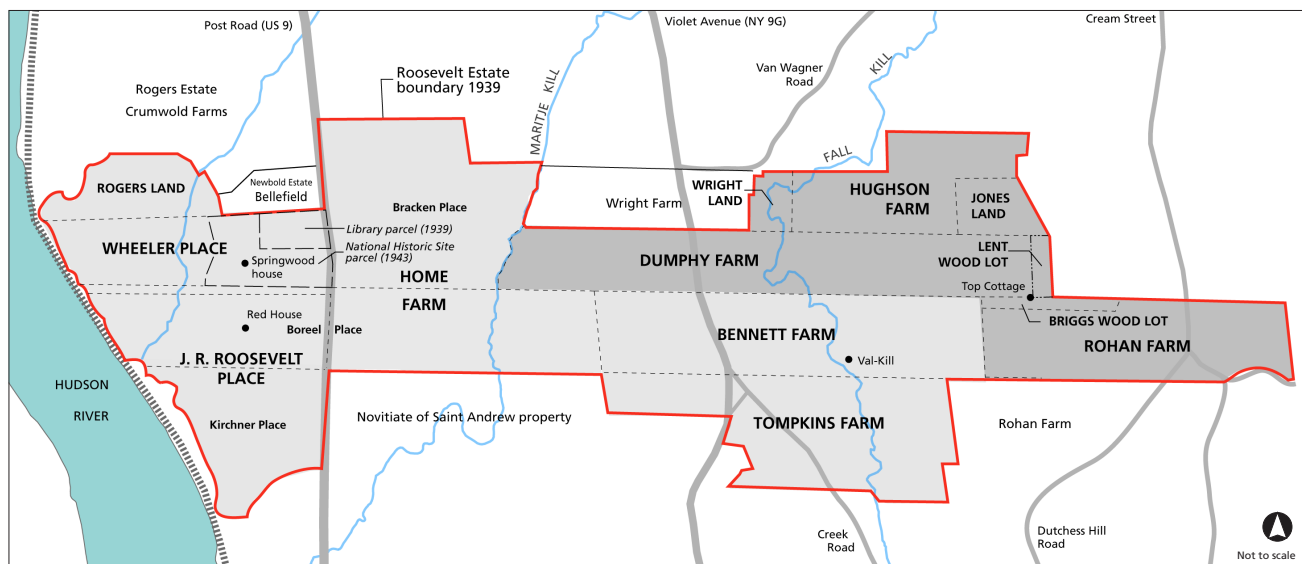 Post Road (US 9)
Violet Avenue (NY 9G)
Cream Street
Rogers Estate
Crumwold Farms
Roosevelt Estate
boundary 1939
MARITJE KILL
Van Wagner
Road
FALL KILL
ROGERS LAND
Newbold Estate
Bellefield
Bracken Place
Wright Farm
WRIGHT
LAND
HUGHSON
FARM
JONES
LAND
Library parcel (1939)
National Historic Site
parcel (1943)
WHEELER PLACE
Springwood
house
HOME
FARM
DUMPHY FARM
LENT
WOOD LOT
Top Cottage
Red House
Boreel Place
BENNETT FARM
BRIGGS WOOD LOT
ROHAN FARM
J. R. ROOSEVELT
PLACE
Val-Kill
HUDSON
RIVER
Kirchner Place
Novitiate of Saint Andrew property
TOMPKINS FARM
Rohan Farm
Creek
Road
Dutchess Hill
Road
Not to scale